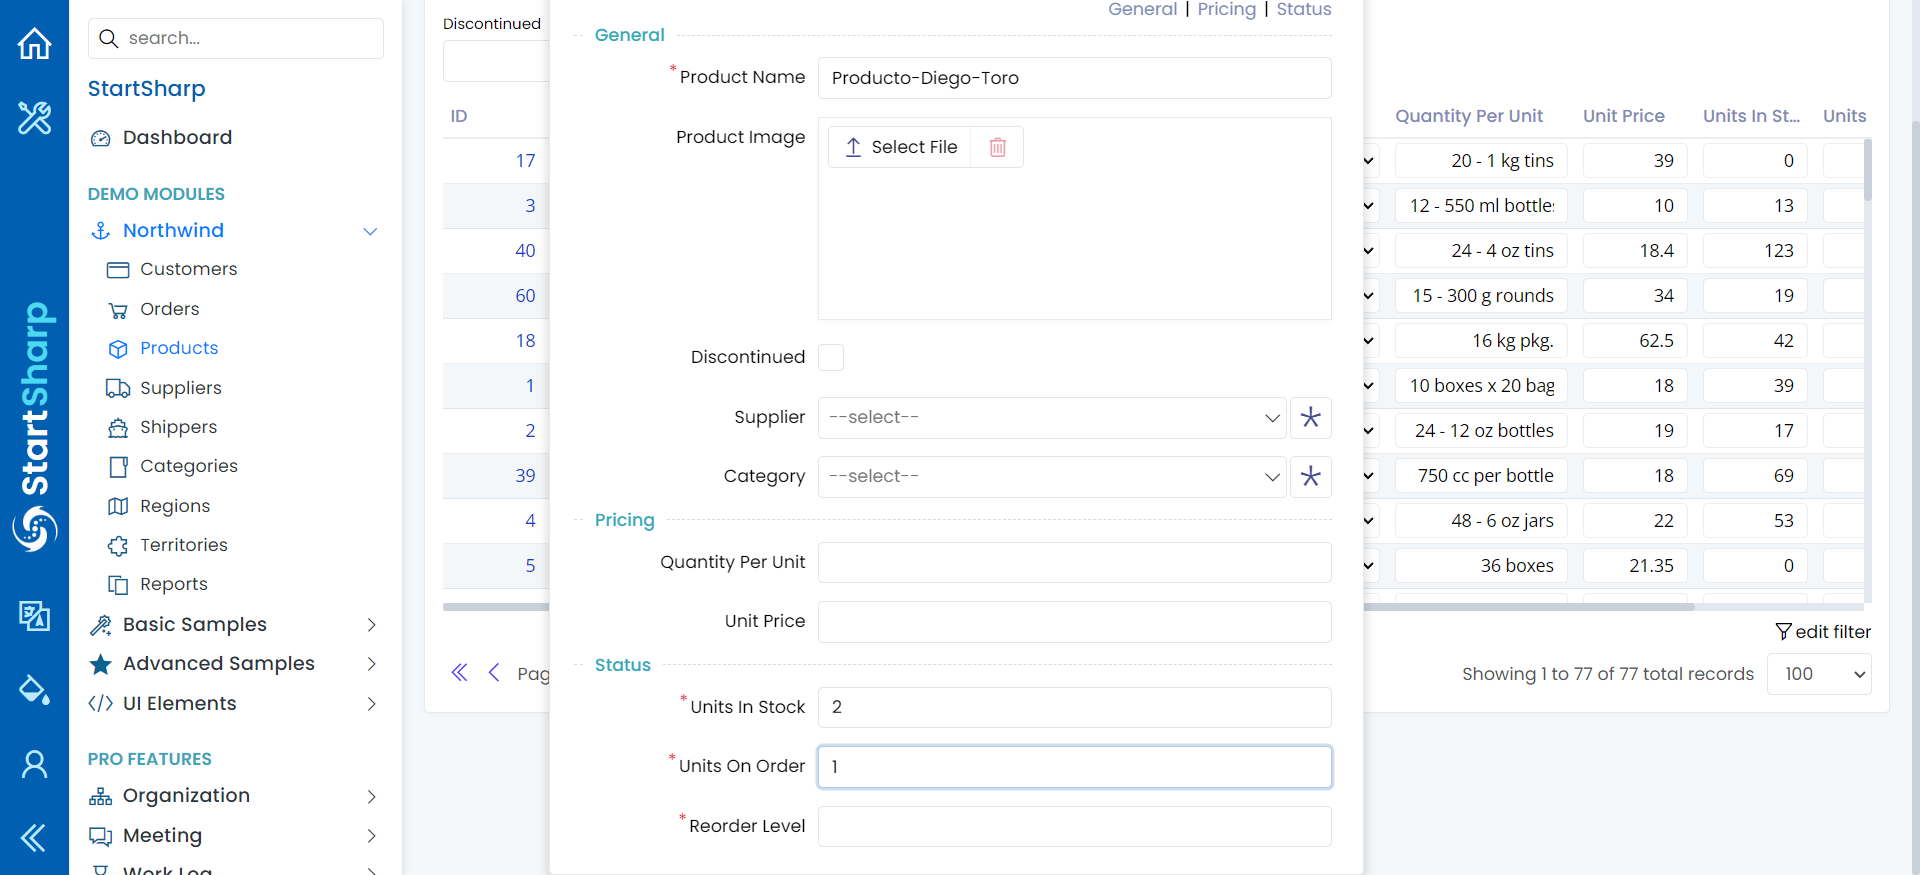 search...
StartSharp
Dashboard
DEMO MODULES
Northwind
Customers
Orders
Products
Suppliers
Shippers
Categories
Regions
Territories
Reports
Basic Samples
Advanced Samples
UI Elements
PRO FEATURES
Organization
Meeting
Work Log
StartSharp
Discontinued
ID
17
3
40
60
18
1
2
39
4
5
Pag
General | Pricing | Status
General
*Product Name Producto-Diego-Toro
Product Image Select File
Discontinued
Supplier --select--
Category --select--
Pricing
Quantity Per Unit
Unit Price
Status
*Units In Stock 2
*Units On Order 1
*Reorder Level
Quantity Per Unit Unit Price Units In St... Units
20 - 1 kg tins 39 0
12 - 550 ml bottles 10 13
24 - 4 oz tins 18.4 123
15 - 300 g rounds 34 19
16 kg pkg. 62.5 42
10 boxes x 20 bag 18 39
24 - 12 oz bottles 19 17
750 cc per bottle 18 69
48 - 6 oz jars 22 53
36 boxes 21.35 0
edit filter
Showing 1 to 77 of 77 total records 100